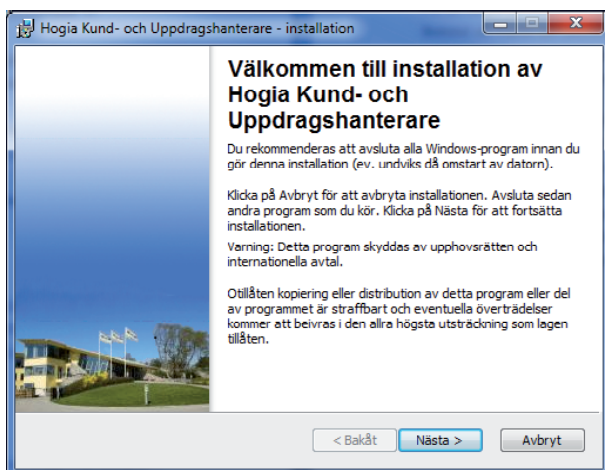 Hogia Kund- och Uppdragshanterare - installation
Välkommen till installation av
Hogia Kund- och
Uppdragshanterare
Du rekommenderas att avsluta alla Windows-program innan du
gör denna installation (ev. undviks då omstart av datorn).
Klicka på Avbryt för att avbryta installationen. Avsluta sedan
andra program som du kör. Klicka på Nästa för att fortsätta
installationen.
Varning: Detta program skyddas av upphovsrätten och
internationella avtal.
Otillåten kopiering eller distribution av detta program eller del
av programmet är straffbart och eventuella överträdelser
kommer att beivras i den allra högsta utsträckning som lagen
tillåten.
< Bakåt Nästa > Avbryt